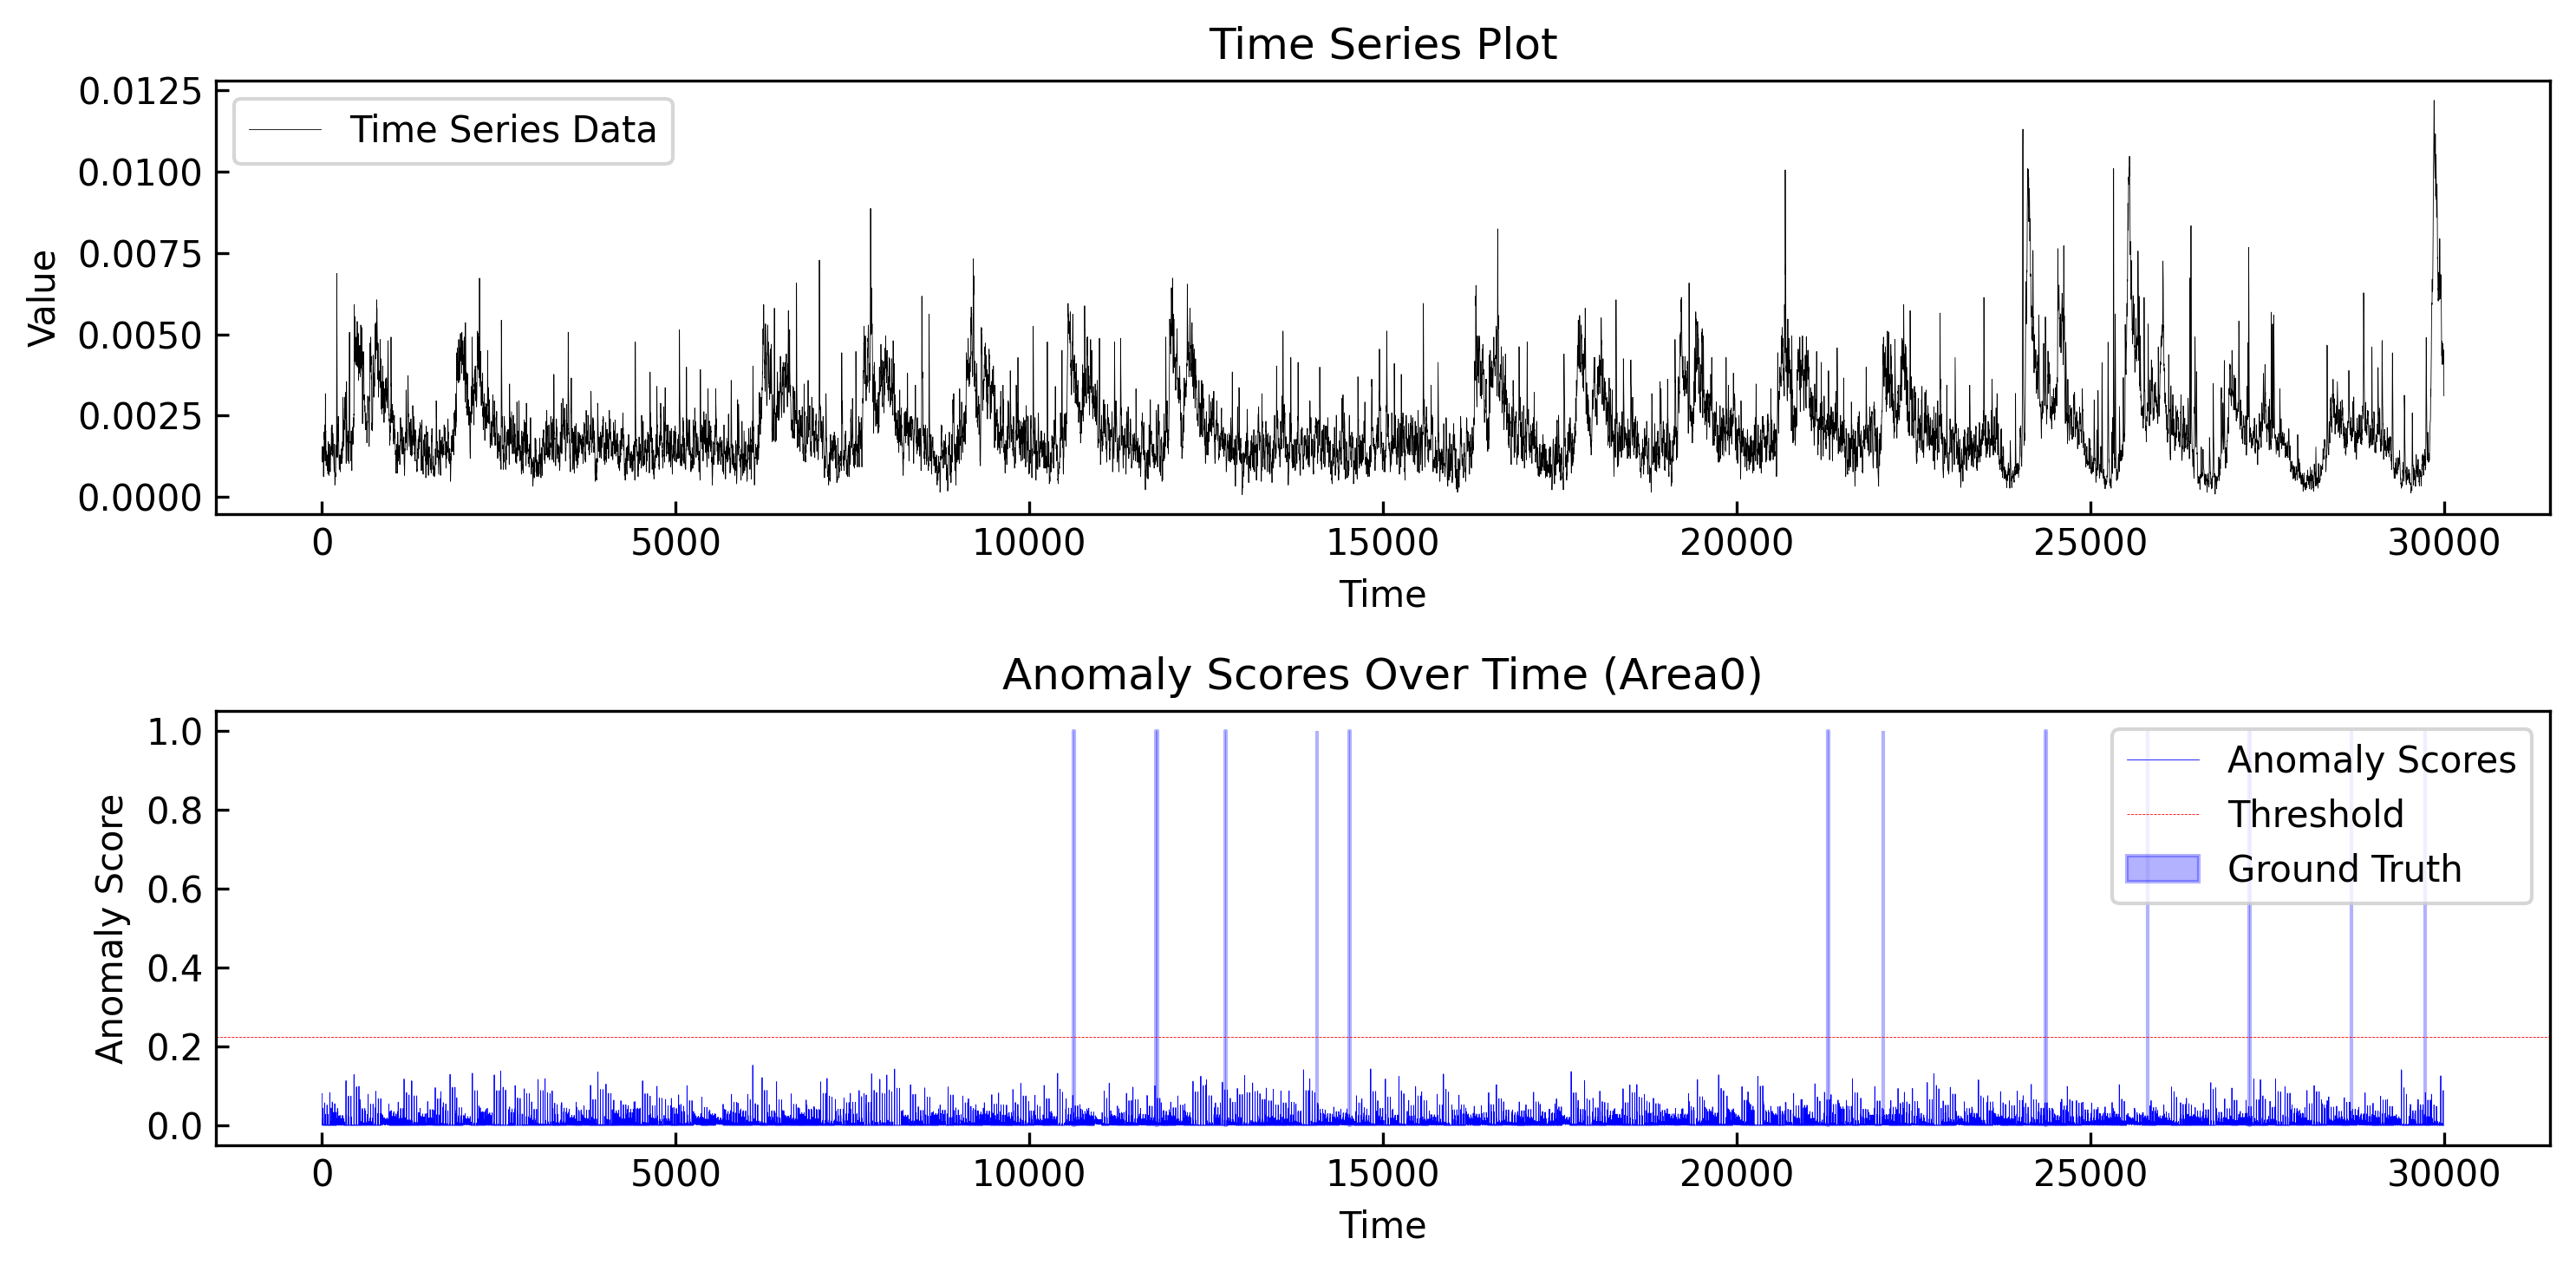 Time Series Plot
0.0125
0.0100
0.0075
0.0050
0.0025
0.0000
Value
Time Series Data
0 5000 10000 15000 20000 25000 30000
Time
Anomaly Scores Over Time (Area0)
1.0
0.8
0.6
0.4
0.2
0.0
Anomaly Score
Anomaly Scores
Threshold
Ground Truth
0 5000 10000 15000 20000 25000 30000
Time